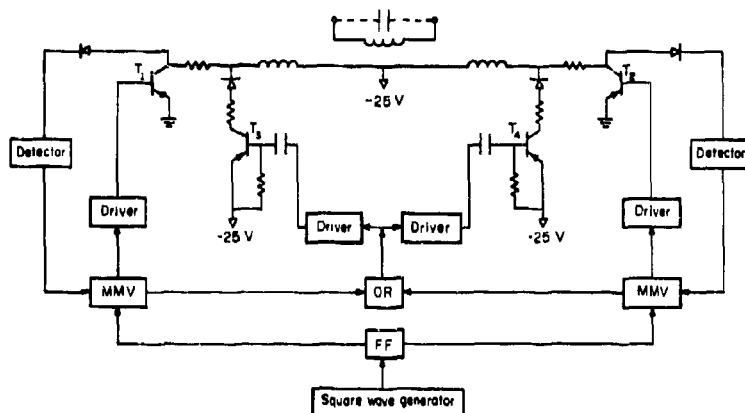 T1
T2
-25 V
T3
T4
Detector
Detector
Driver
Driver
Driver
Driver
-25 V
-25 V
MMV
OR
MMV
FF
Square wave generator